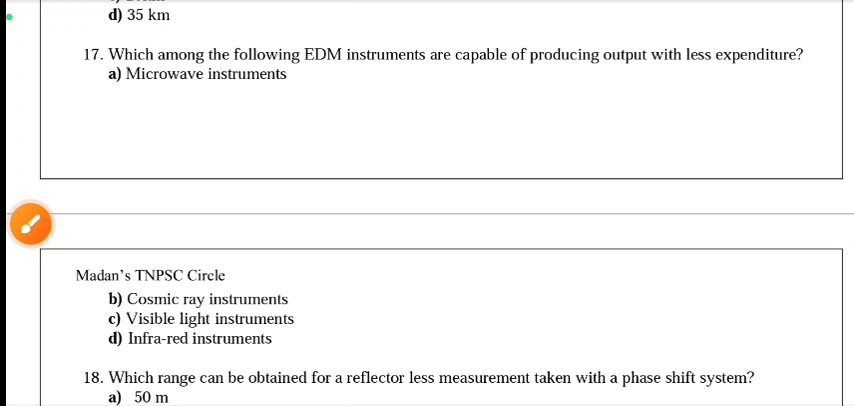 d) 35 km
17. Which among the following EDM instruments are capable of producing output with less expenditure?
a) Microwave instruments
Madan's TNPSC Circle
b) Cosmic ray instruments
c) Visible light instruments
d) Infra-red instruments
18. Which range can be obtained for a reflector less measurement taken with a phase shift system?
a) 50 m